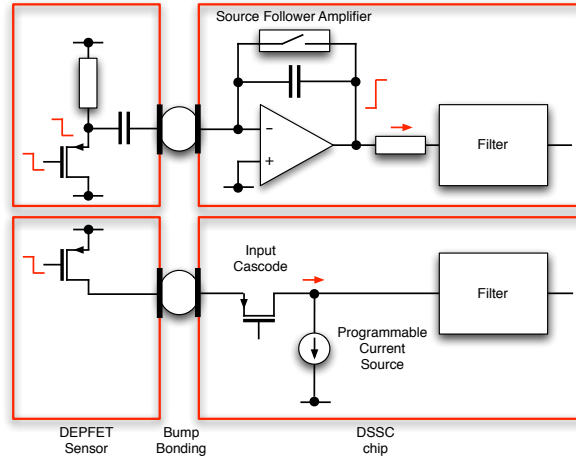 Source Follower Amplifier
−
+
Filter
Input
Cascode
Filter
Programmable
Current
Source
DEPFET
Sensor
Bump
Bonding
DSSC
chip